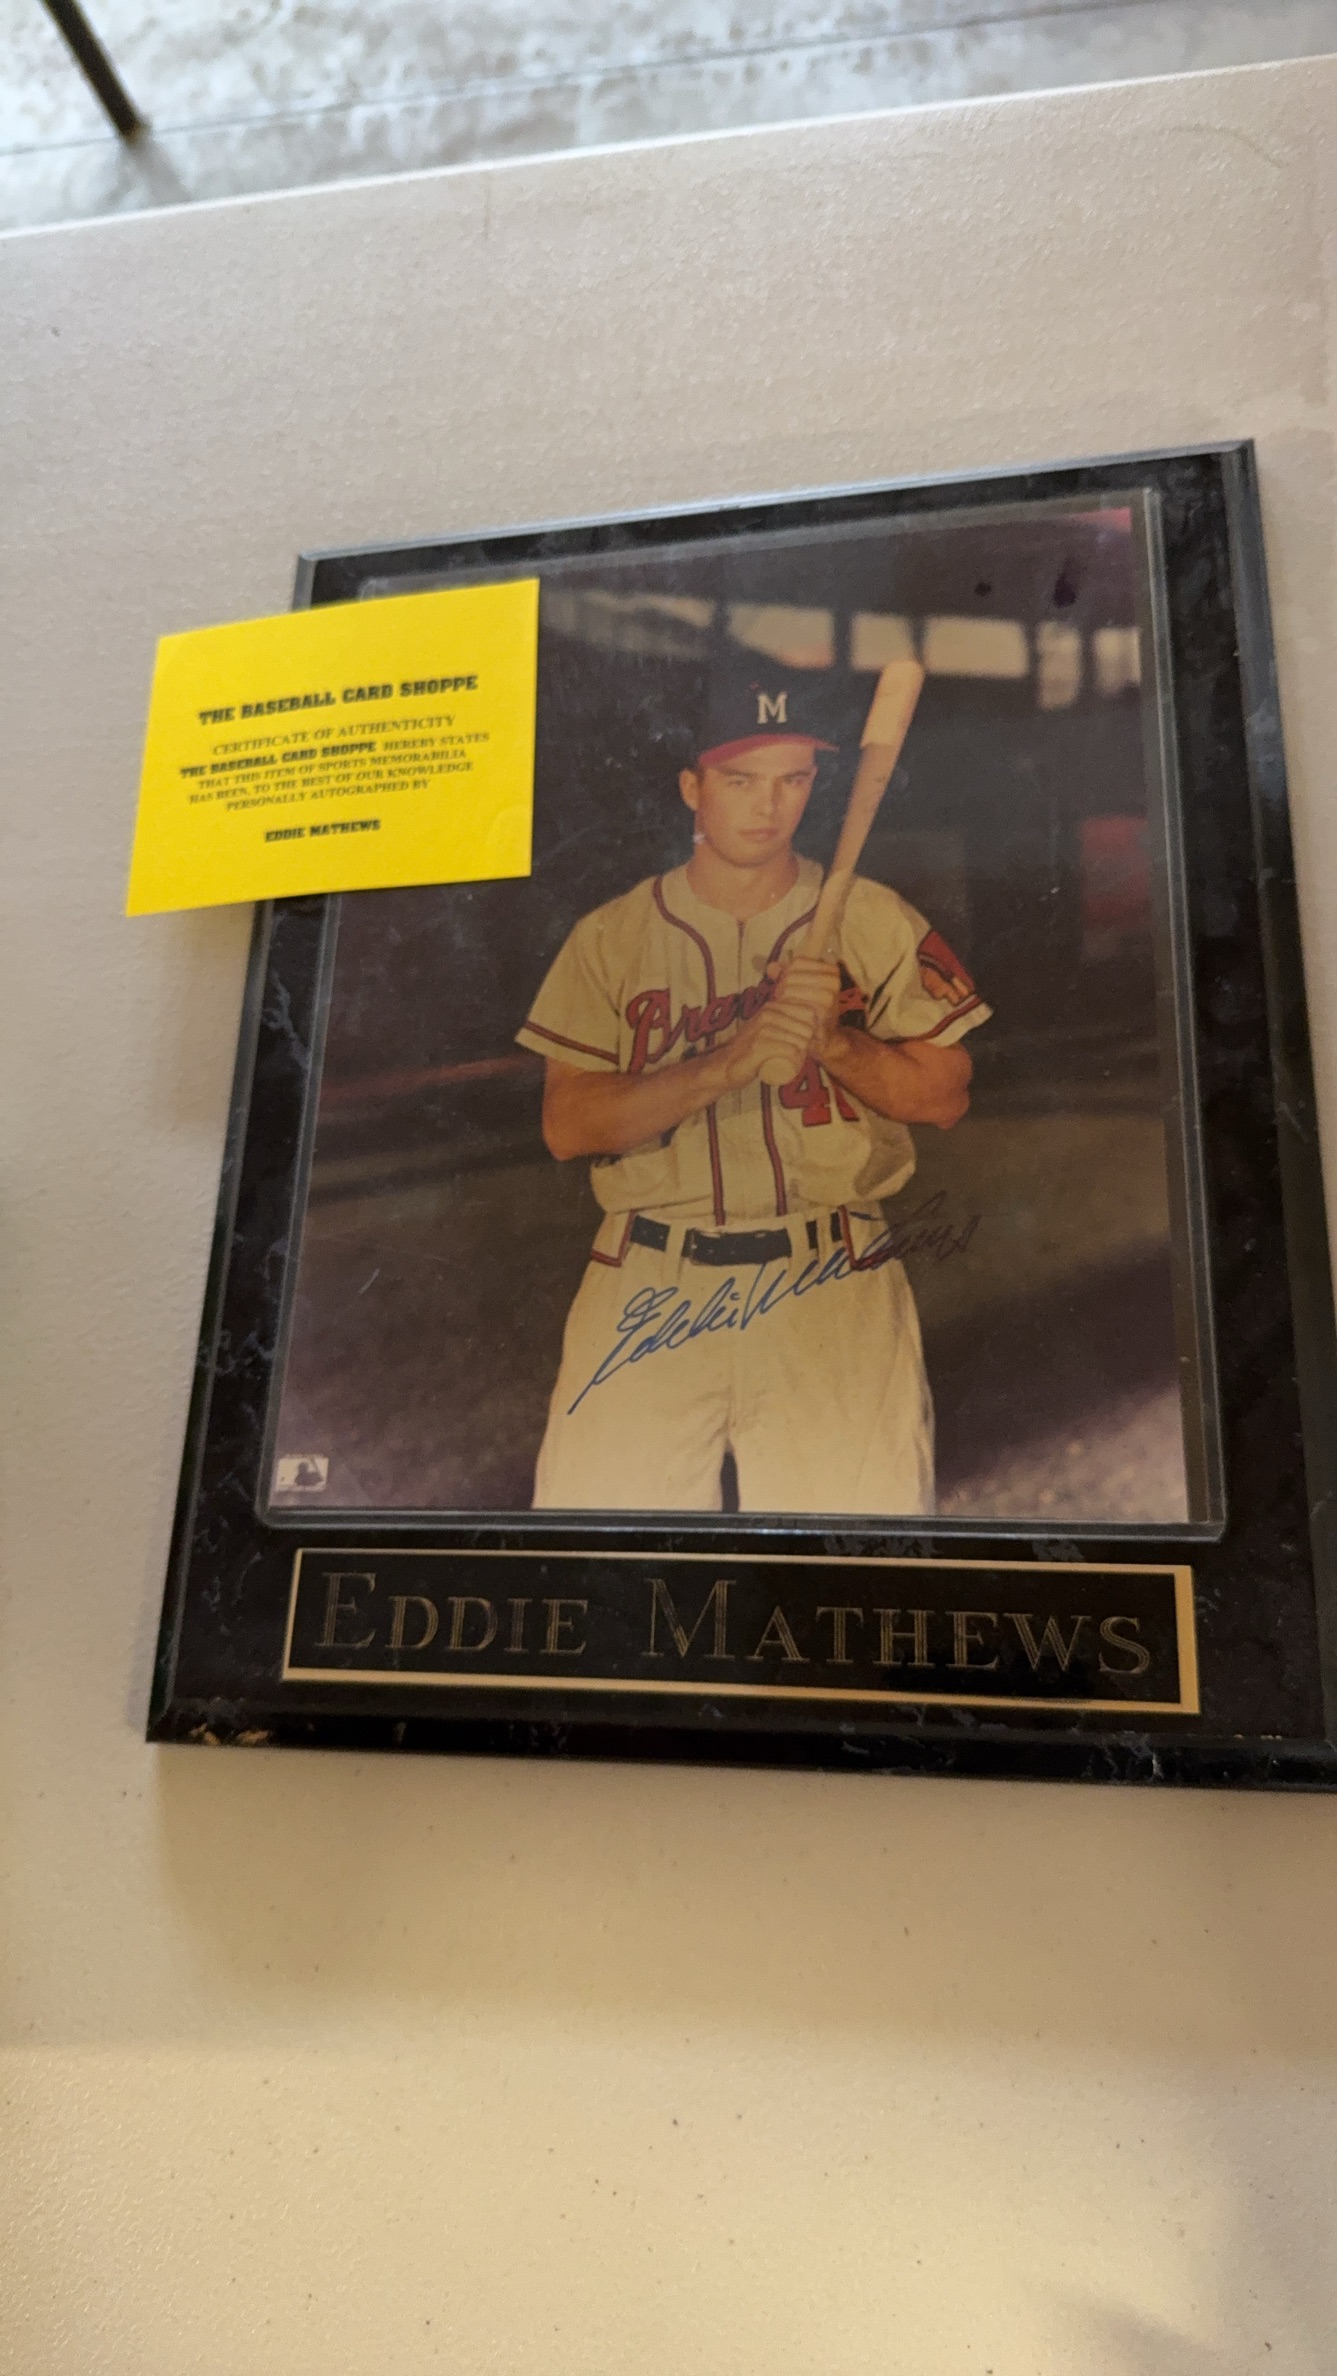 THE BASEBALL CARD SHOPPE
CERTIFICATE OF AUTHENTICITY
THE BASEBALL CARD SHOPPE HEREBY STATES
THAT THIS ITEM OF SPORTS MEMORABILIA
HAS BEEN, TO THE BEST OF OUR KNOWLEDGE
PERSONALLY AUTOGRAPHED BY
EDDIE MATHEWS
M
Braves
41
Eddie Mathews
EDDIE MATHEWS